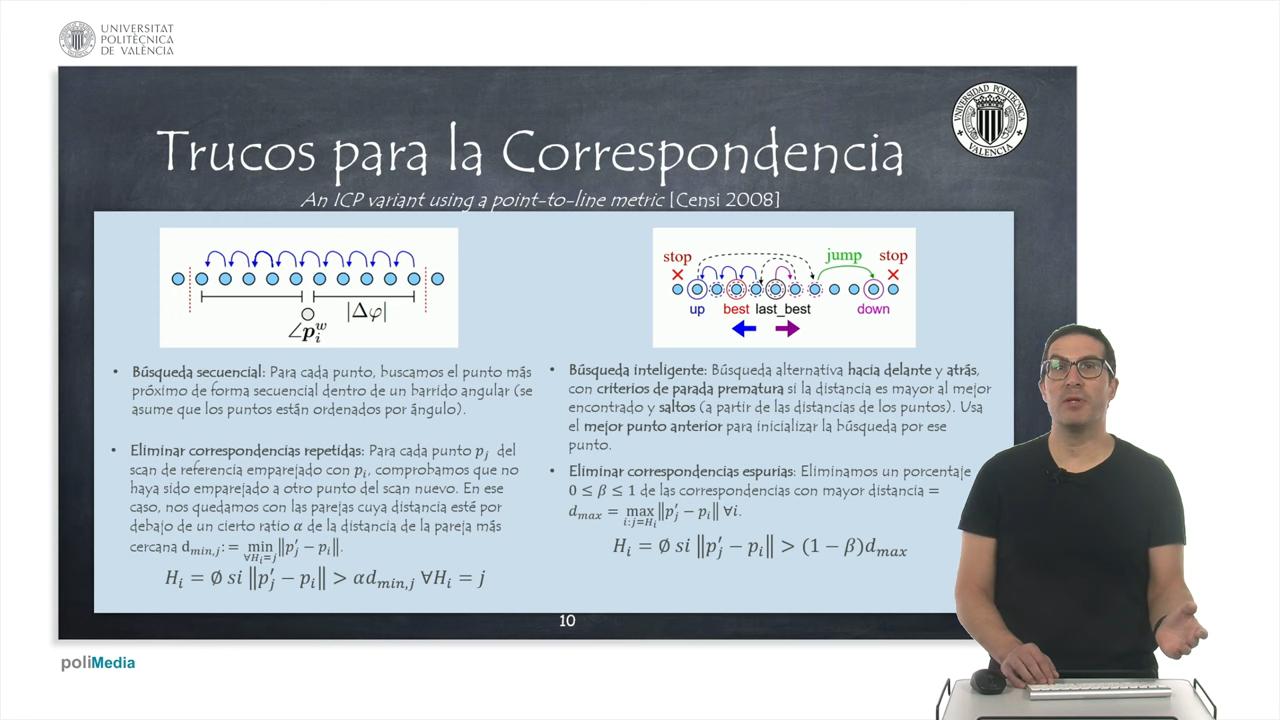 UNIVERSITAT
POLITÈCNICA
DE VALÈNCIA
UNIVERSIDAD POLITECNICA
VALENCIA
Trucos para la Correspondencia
An ICP variant using a point-to-line metric [Censi 2008]
|Δφ|
∠p_i^w
stop
jump
stop
up
best
last_best
down
• Búsqueda secuencial: Para cada punto, buscamos el punto más
próximo de forma secuencial dentro de un barrido angular (se
asume que los puntos están ordenados por ángulo).
• Eliminar correspondencias repetidas: Para cada punto p_j del
scan de referencia emparejado con p_i, comprobamos que no
haya sido emparejado a otro punto del scan nuevo. En ese
caso, nos quedamos con las parejas cuya distancia esté por
debajo de un cierto ratio α de la distancia de la pareja más
cercana d_min,j := min_{∀H_i=j} ‖p′_j − p_i‖.
H_i = ∅ si ‖p′_j − p_i‖ > αd_min,j ∀H_i = j
• Búsqueda inteligente: Búsqueda alternativa hacia delante y atrás,
con criterios de parada prematura si la distancia es mayor al mejor
encontrado y saltos (a partir de las distancias de los puntos). Usa
el mejor punto anterior para inicializar la búsqueda por ese
punto.
• Eliminar correspondencias espurias: Eliminamos un porcentaje
0 ≤ β ≤ 1 de las correspondencias con mayor distancia =
d_max = max_{i:j=H_i} ‖p′_j − p_i‖ ∀i.
H_i = ∅ si ‖p′_j − p_i‖ > (1 − β)d_max
10
poliMedia